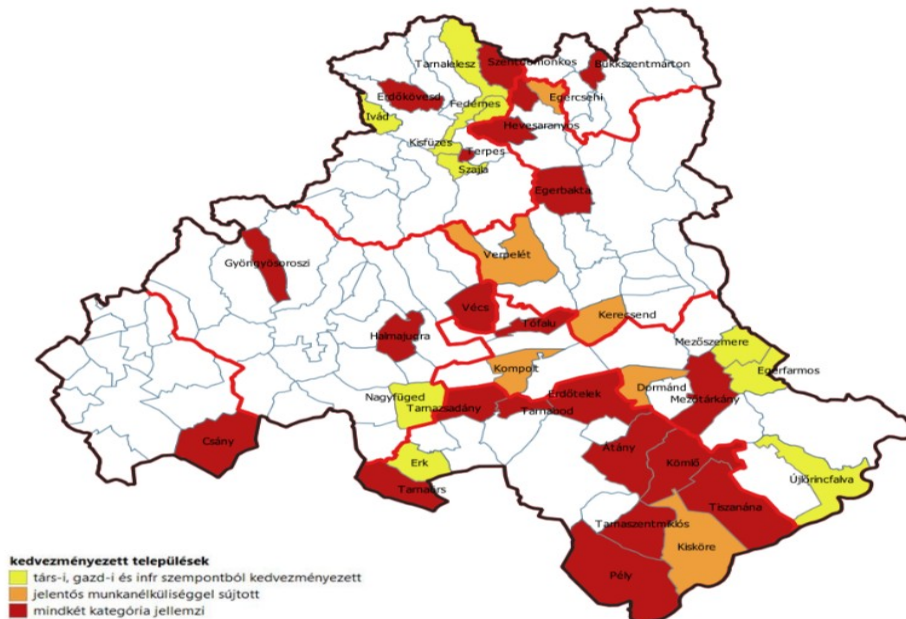 Tarnalelesz
Szentdomonkos
Bükkszentmárton
Erdőkövesd
Fedémes
Egercsehi
Ivád
Hevesaranyos
Kisfüzes
Terpes
Szajla
Egerbakta
Gyöngyösoroszi
Verpelét
Vécs
Tófalu
Kerecsend
Halmajugra
Mezőszemere
Kompolt
Egerfarmos
Dormánd
Nagyfüged
Erdőtelek
Mezőtárkány
Tarnazsadány
Tarnabod
Csány
Átány
Erk
Kömlő
Újlőrincfalva
Tarnaörs
Tiszanána
Tarnaszentmiklós
Kisköre
Pély
kedvezményezett települések
társ-i, gazd-i és infr szempontból kedvezményezett
jelentős munkanélküliséggel sújtott
mindkét kategória jellemzi